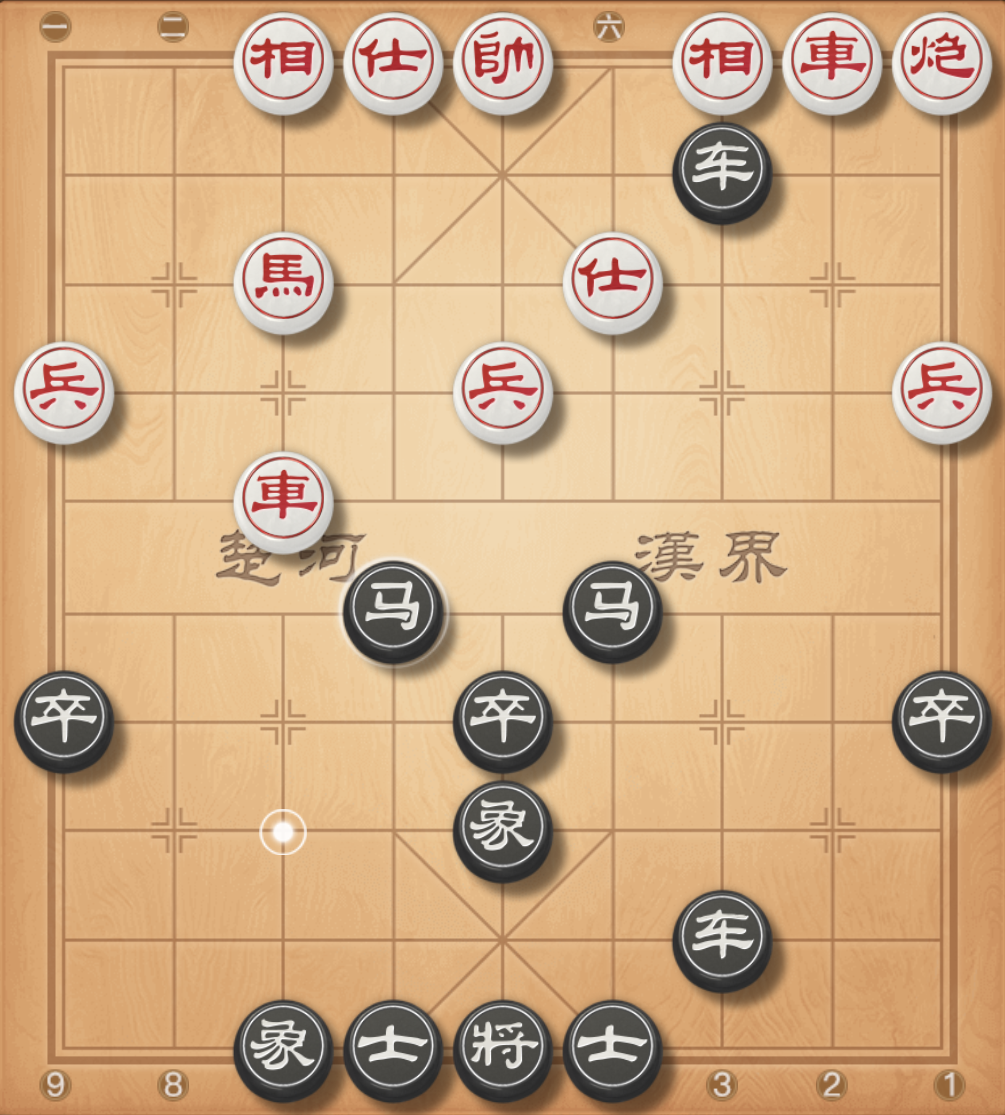 一 二 相 仕 帥 六 相 車 炮
车
馬 仕
兵 兵 兵
車
楚河 漢界
马 马
卒 卒 卒
象
车
9 8 象 士 將 士 3 2 1